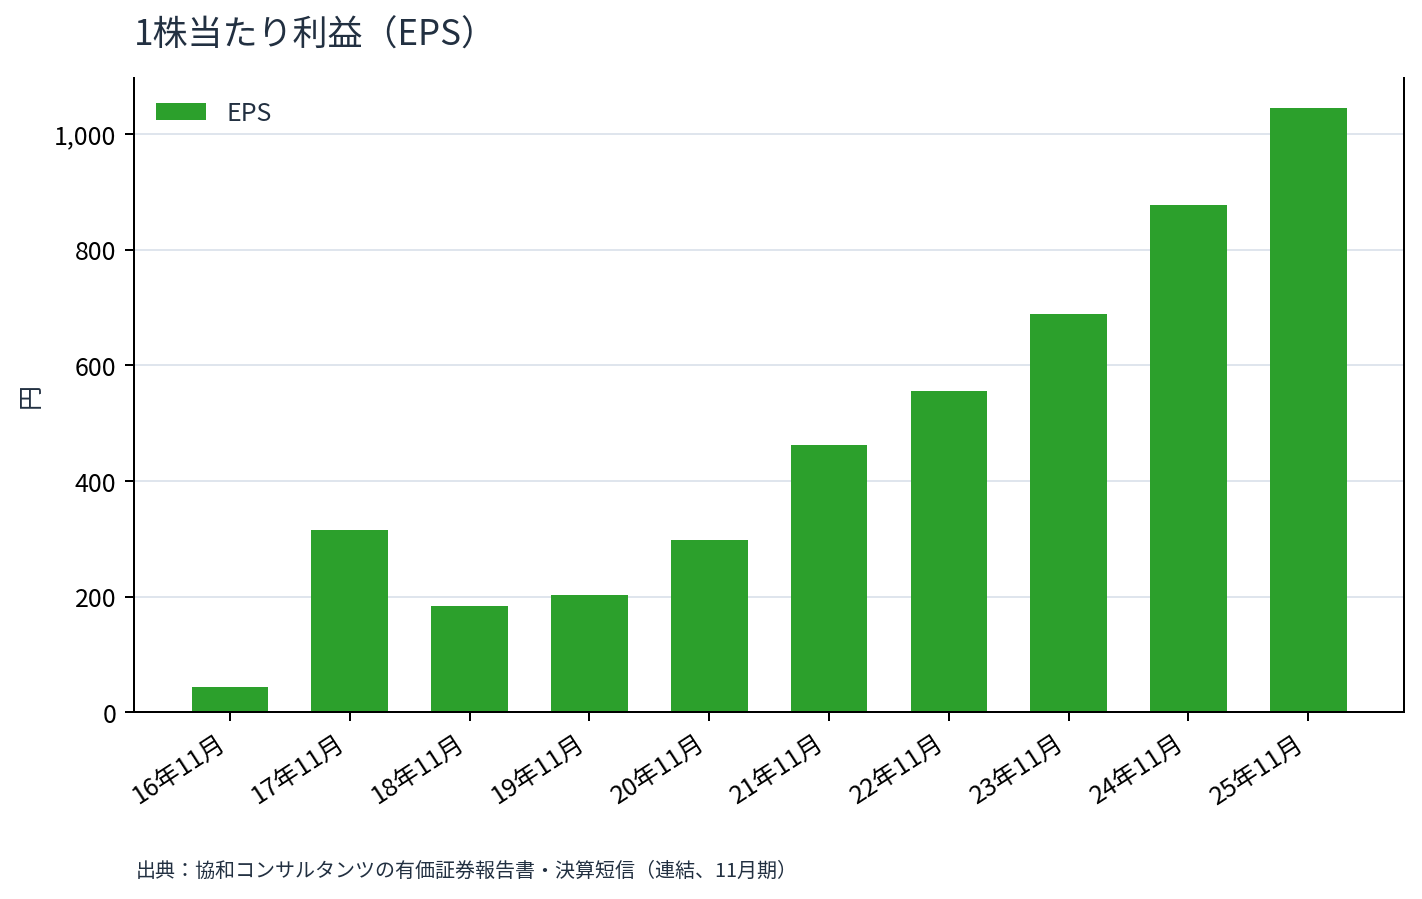 1株当たり利益（EPS）
EPS
円
1,000
800
600
400
200
0
16年11月
17年11月
18年11月
19年11月
20年11月
21年11月
22年11月
23年11月
24年11月
25年11月
出典：協和コンサルタンツの有価証券報告書・決算短信（連結、11月期）